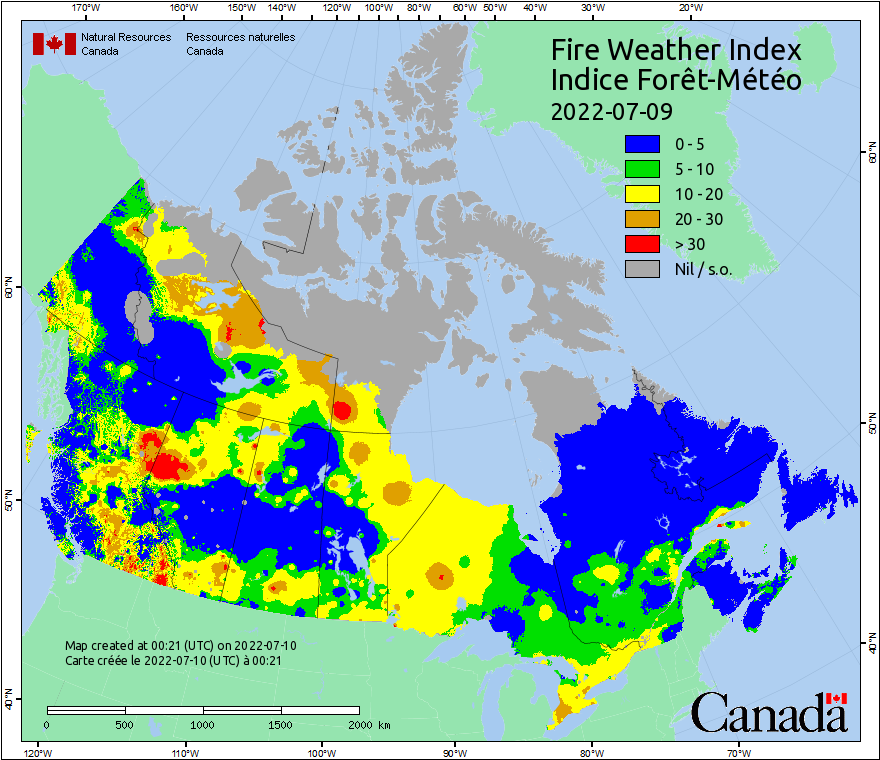 170°W 160°W 150°W 140°W 130°W 120°W 110°W 100°W 90°W 80°W 70°W 60°W 50°W 40°W 30°W 20°W
Natural Resources Ressources naturelles
Canada Canada
Fire Weather Index
Indice Forêt-Météo
2022-07-09
0 - 5
5 - 10
10 - 20
20 - 30
> 30
Nil / s.o.
60°N
60°N
50°N
50°N
40°N
40°N
Map created at 00:21 (UTC) on 2022-07-10
Carte créée le 2022-07-10 (UTC) à 00:21
0 500 1000 1500 2000 km
Canada
120°W 110°W 100°W 90°W 80°W 70°W